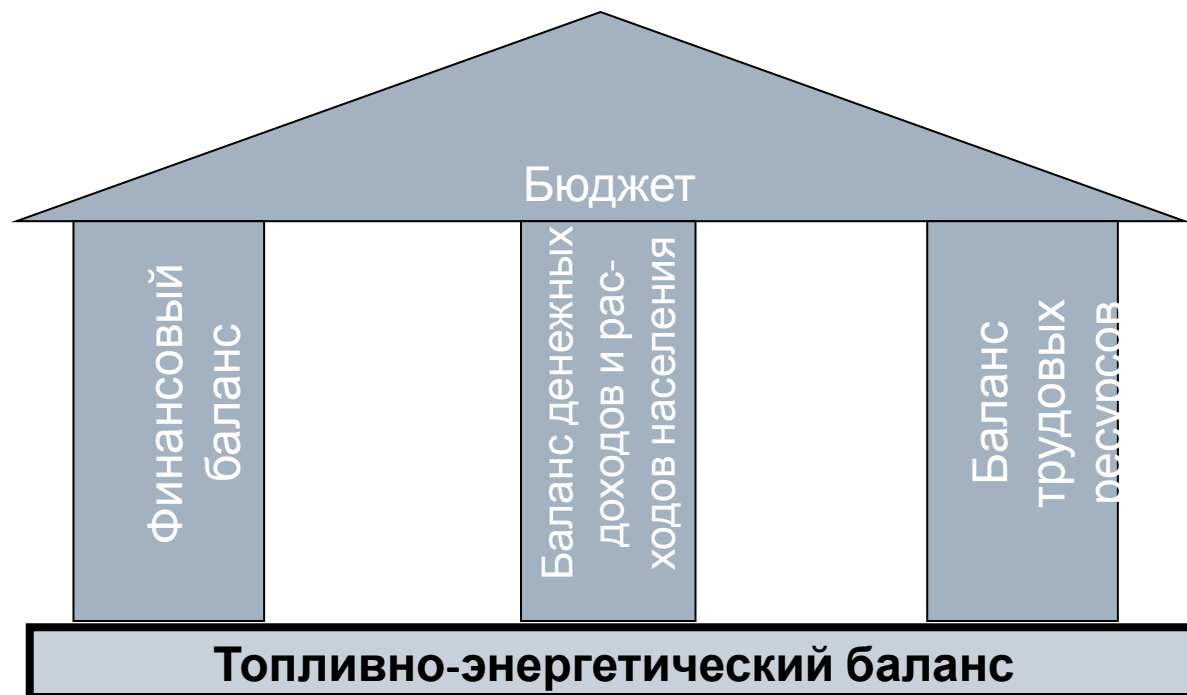 Бюджет
Финансовый
баланс
Баланс денежных
доходов и рас-
ходов населения
Баланс
трудовых
ресурсов
Топливно-энергетический баланс